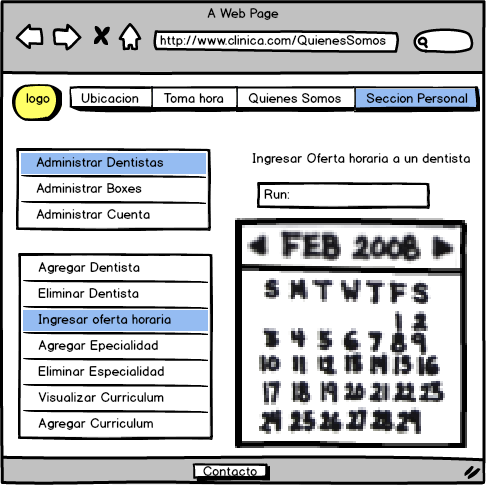 A Web Page
http://www.clinica.com/QuienesSomos
logo
Ubicacion
Toma hora
Quienes Somos
Seccion Personal
Administrar Dentistas
Administrar Boxes
Administrar Cuenta
Ingresar Oferta horaria a un dentista
Run:
Agregar Dentista
Eliminar Dentista
Ingresar oferta horaria
Agregar Epecialidad
Eliminar Especialidad
Visualizar Curriculum
Agregar Curriculum
FEB 2008
S M T W T F S
1 2
3 4 5 6 7 8 9
10 11 12 13 14 15 16
17 18 19 20 21 22 23
24 25 26 27 28 29
Contacto